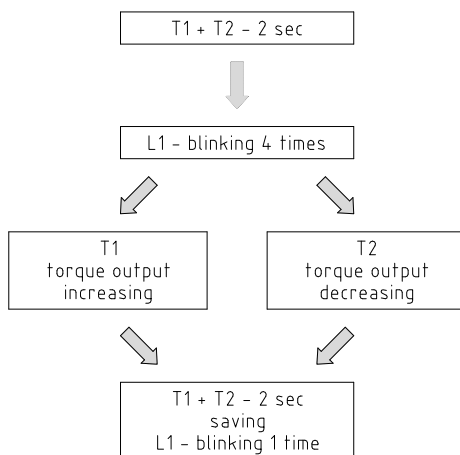 T1 + T2 - 2 sec
L1 - blinking 4 times
T1
torque output
increasing
T2
torque output
decreasing
T1 + T2 - 2 sec
saving
L1 - blinking 1 time